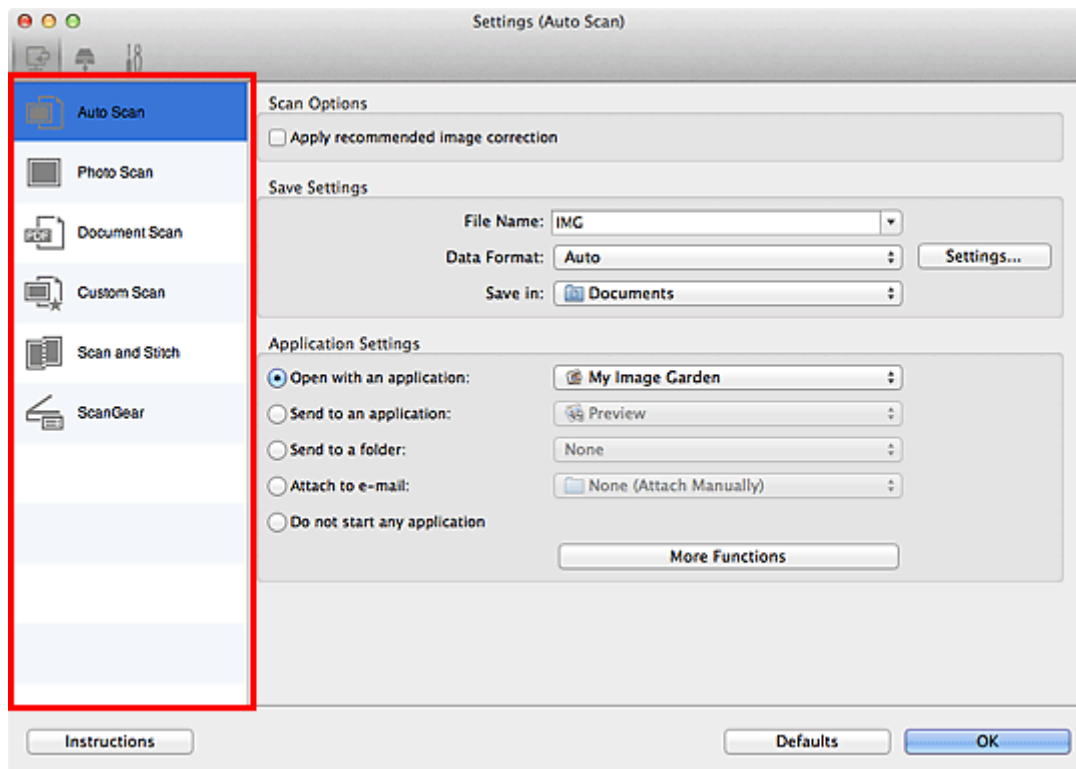 Settings (Auto Scan)
Auto Scan
Photo Scan
PDF
Document Scan
Custom Scan
Scan and Stitch
ScanGear
Scan Options
Apply recommended image correction
Save Settings
File Name: IMG
Data Format: Auto Settings...
Save in: Documents
Application Settings
Open with an application: My Image Garden
Send to an application: Preview
Send to a folder: None
Attach to e-mail: None (Attach Manually)
Do not start any application
More Functions
Instructions Defaults OK